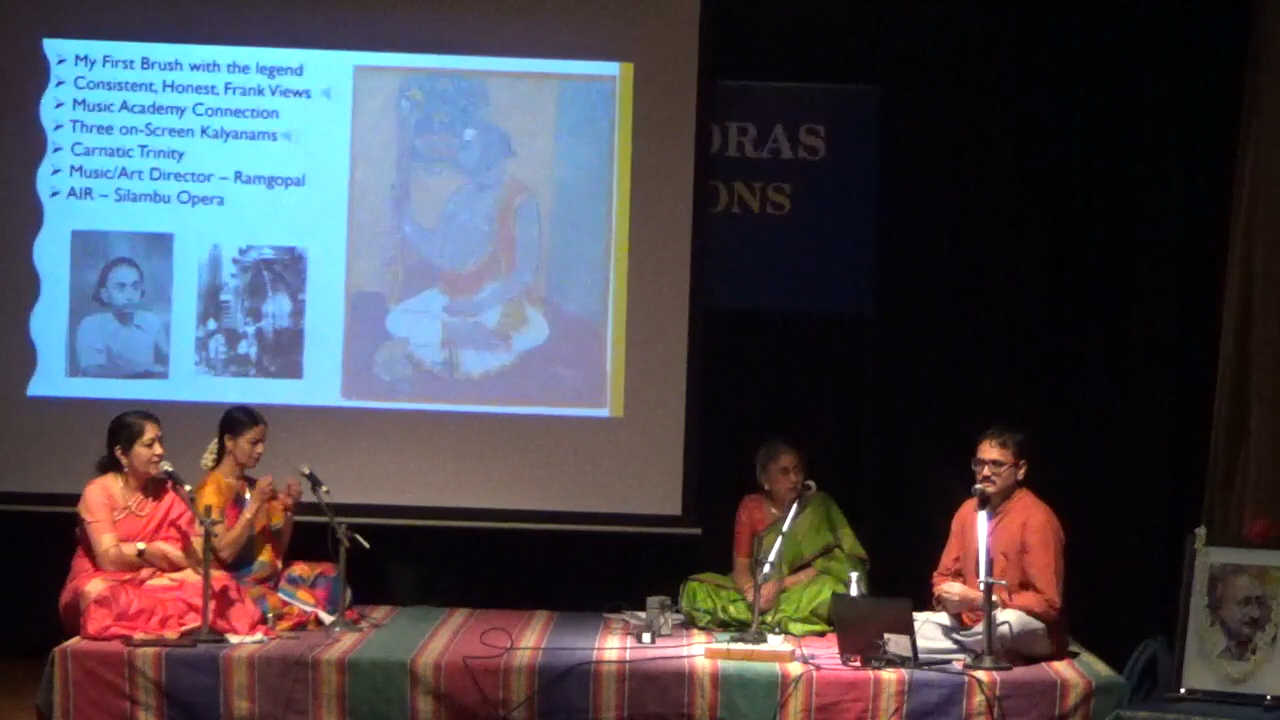 ➢ My First Brush with the legend
➢ Consistent, Honest, Frank Views
➢ Music Academy Connection
➢ Three on-Screen Kalyanams
➢ Carnatic Trinity
➢ Music/Art Director – Ramgopal
➢ AIR – Silambu Opera
DRAS
ONS